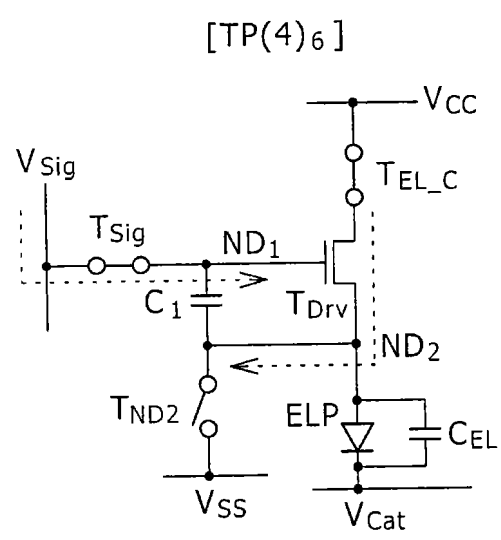 [TP(4)6]
VCC
VSig
TEL_C
TSig
ND1
C1
TDrv
ND2
TND2
ELP
CEL
VSS
VCat